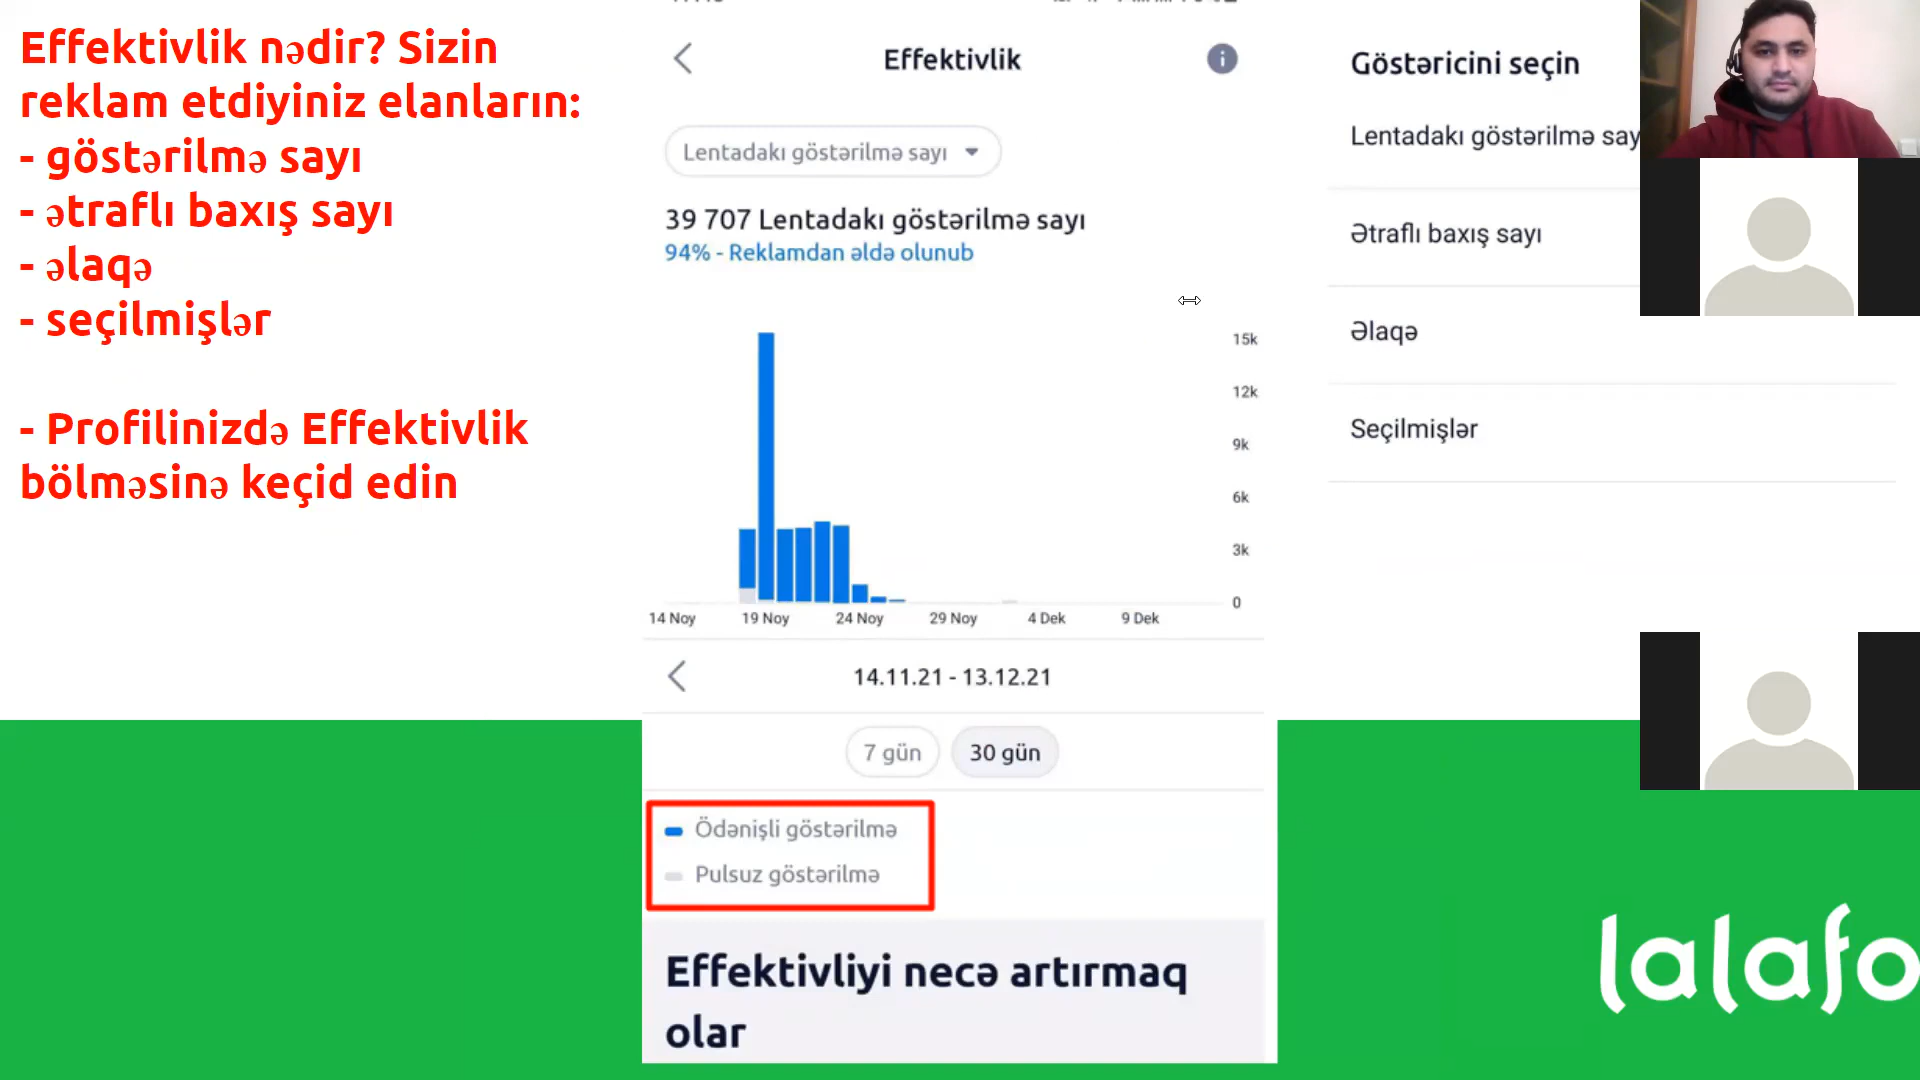 Effektivlik nədir? Sizin
reklam etdiyiniz elanların:
- göstərilmə sayı
- ətraflı baxış sayı
- əlaqə
- seçilmişlər
- Profilinizdə Effektivlik
bölməsinə keçid edin
Effektivlik
Lentadakı göstərilmə sayı
39 707 Lentadakı göstərilmə sayı
94% - Reklamdan əldə olunub
15k
12k
9k
6k
3k
0
14 Noy 19 Noy 24 Noy 29 Noy 4 Dek 9 Dek
14.11.21 - 13.12.21
7 gün 30 gün
Ödənişli göstərilmə
Pulsuz göstərilmə
Effektivliyi necə artırmaq
olar
Göstəricini seçin
Lentadakı göstərilmə say
Ətraflı baxış sayı
Əlaqə
Seçilmişlər
lalafo